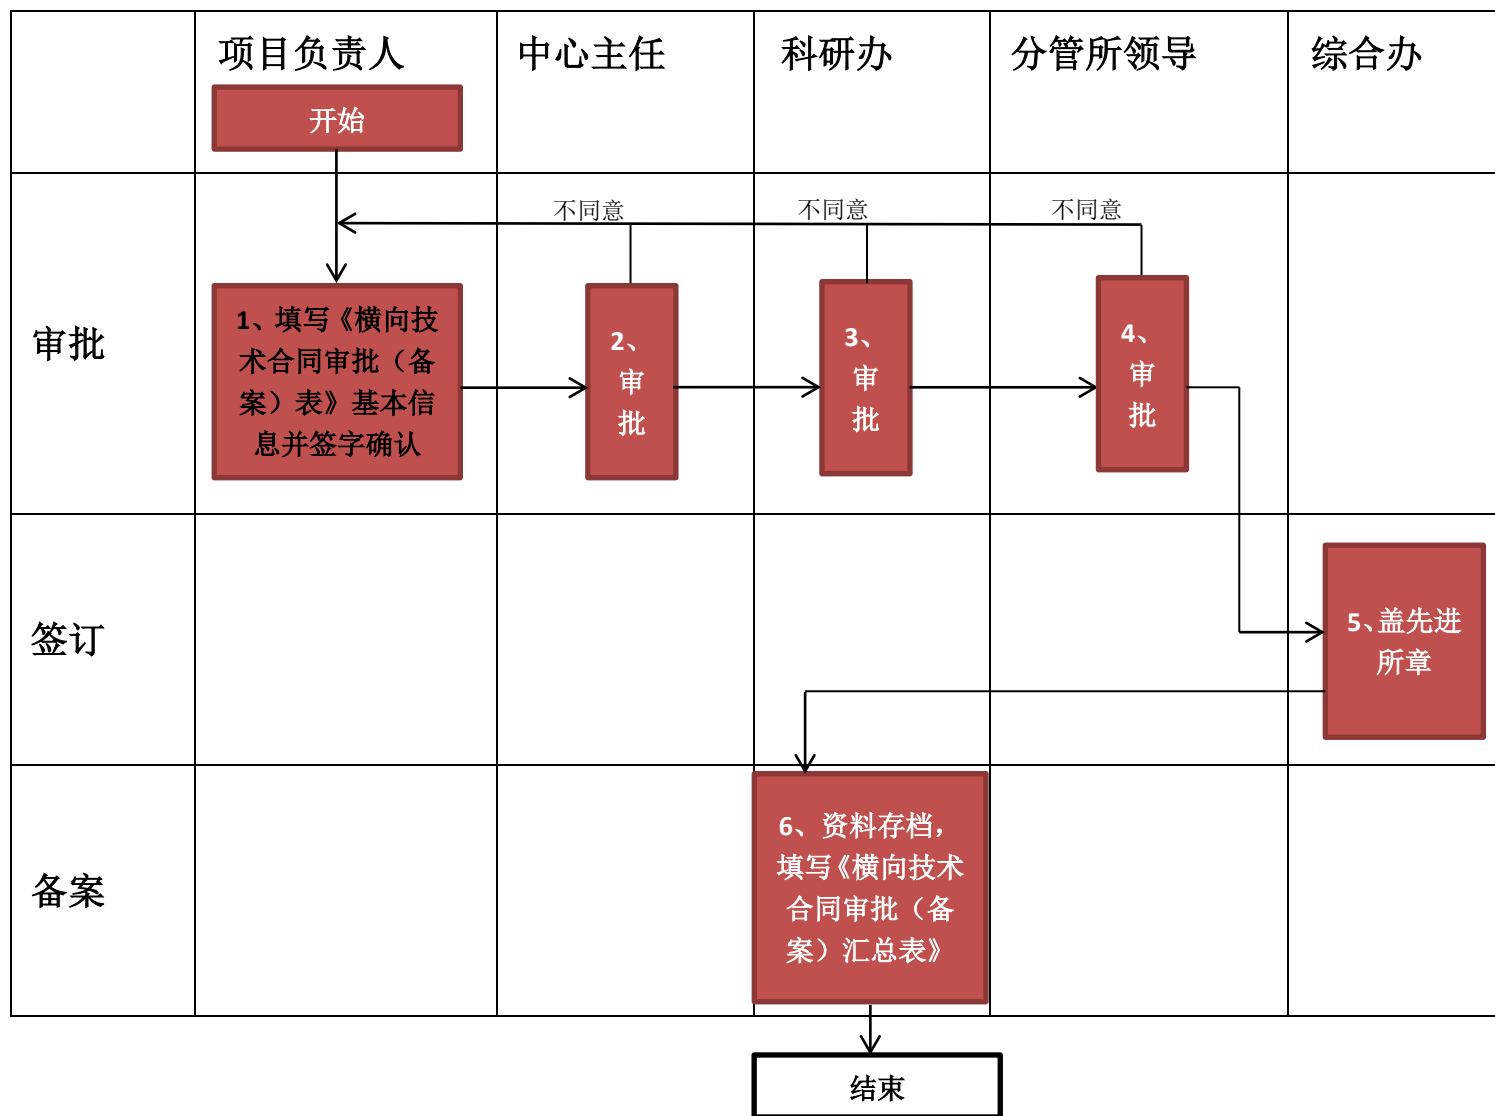 项目负责人
中心主任
科研办
分管所领导
综合办
开始
不同意
不同意
不同意
审批
1、填写《横向技
术合同审批（备
案）表》基本信
息并签字确认
2、
审
批
3、
审
批
4、
审
批
签订
5、盖先进
所章
备案
6、资料存档，
填写《横向技术
合同审批（备
案）汇总表》
结束